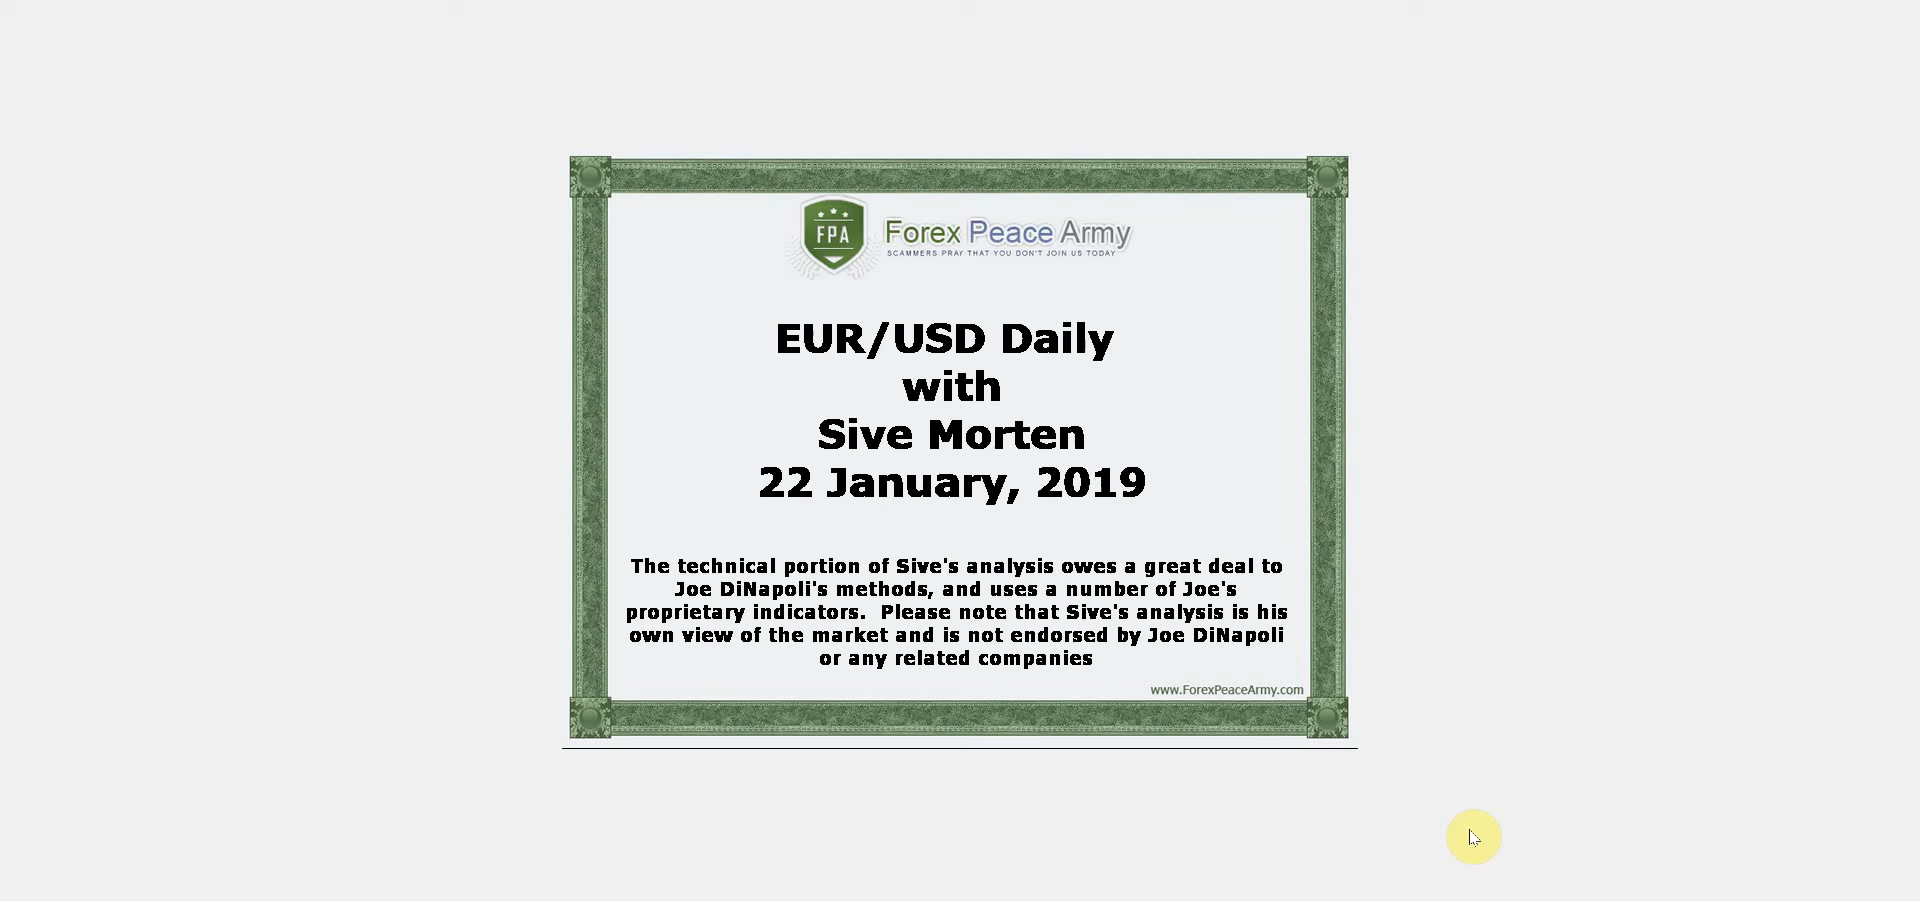 FPA
Forex Peace Army
SCAMMERS PRAY THAT YOU DON'T JOIN US TODAY
EUR/USD Daily
with
Sive Morten
22 January, 2019
The technical portion of Sive's analysis owes a great deal to
Joe DiNapoli's methods, and uses a number of Joe's
proprietary indicators.  Please note that Sive's analysis is his
own view of the market and is not endorsed by Joe DiNapoli
or any related companies
www.ForexPeaceArmy.com